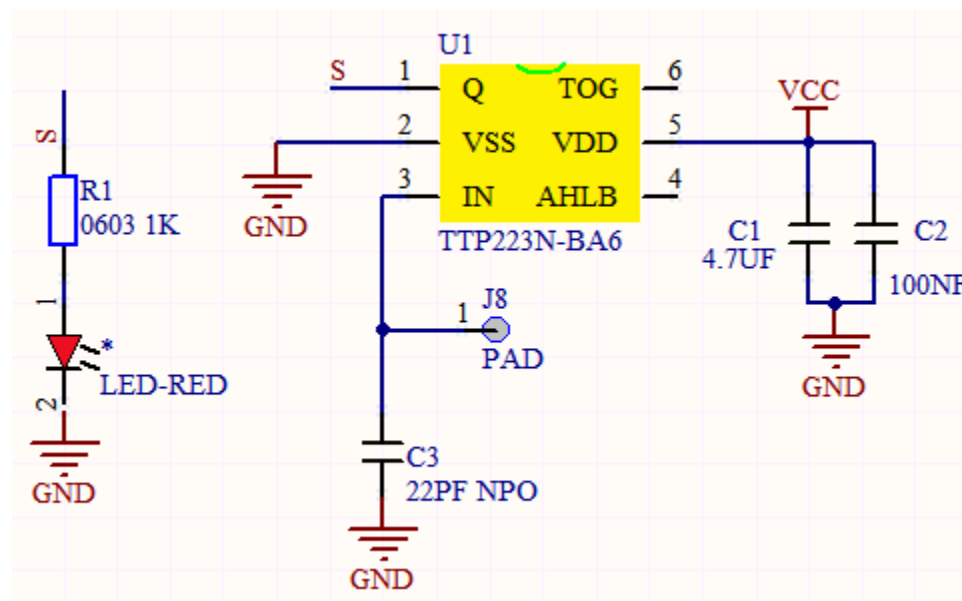 U1
S
1
Q
TOG
6
2
VSS
VDD
5
3
IN
AHLB
4
TTP223N-BA6
GND
VCC
C1
4.7UF
C2
100NF
GND
S
R1
0603 1K
1
*
LED-RED
2
GND
J8
1
PAD
C3
22PF NPO
GND